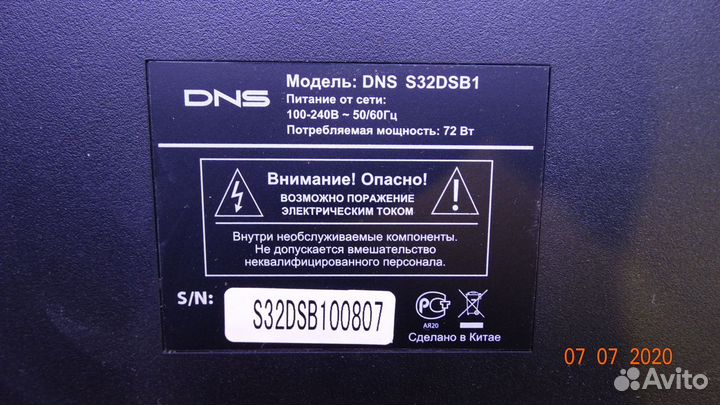 DNS
Модель: DNS S32DSB1
Питание от сети:
100-240В ~ 50/60Гц
Потребляемая мощность: 72 Вт
Внимание! Опасно!
ВОЗМОЖНО ПОРАЖЕНИЕ
ЭЛЕКТРИЧЕСКИМ ТОКОМ
Внутри необслуживаемые компоненты.
Не допускается вмешательство
неквалифицированного персонала.
S/N:
S32DSB100807
АЯ20
Сделано в Китае
07 07 2020
Avito